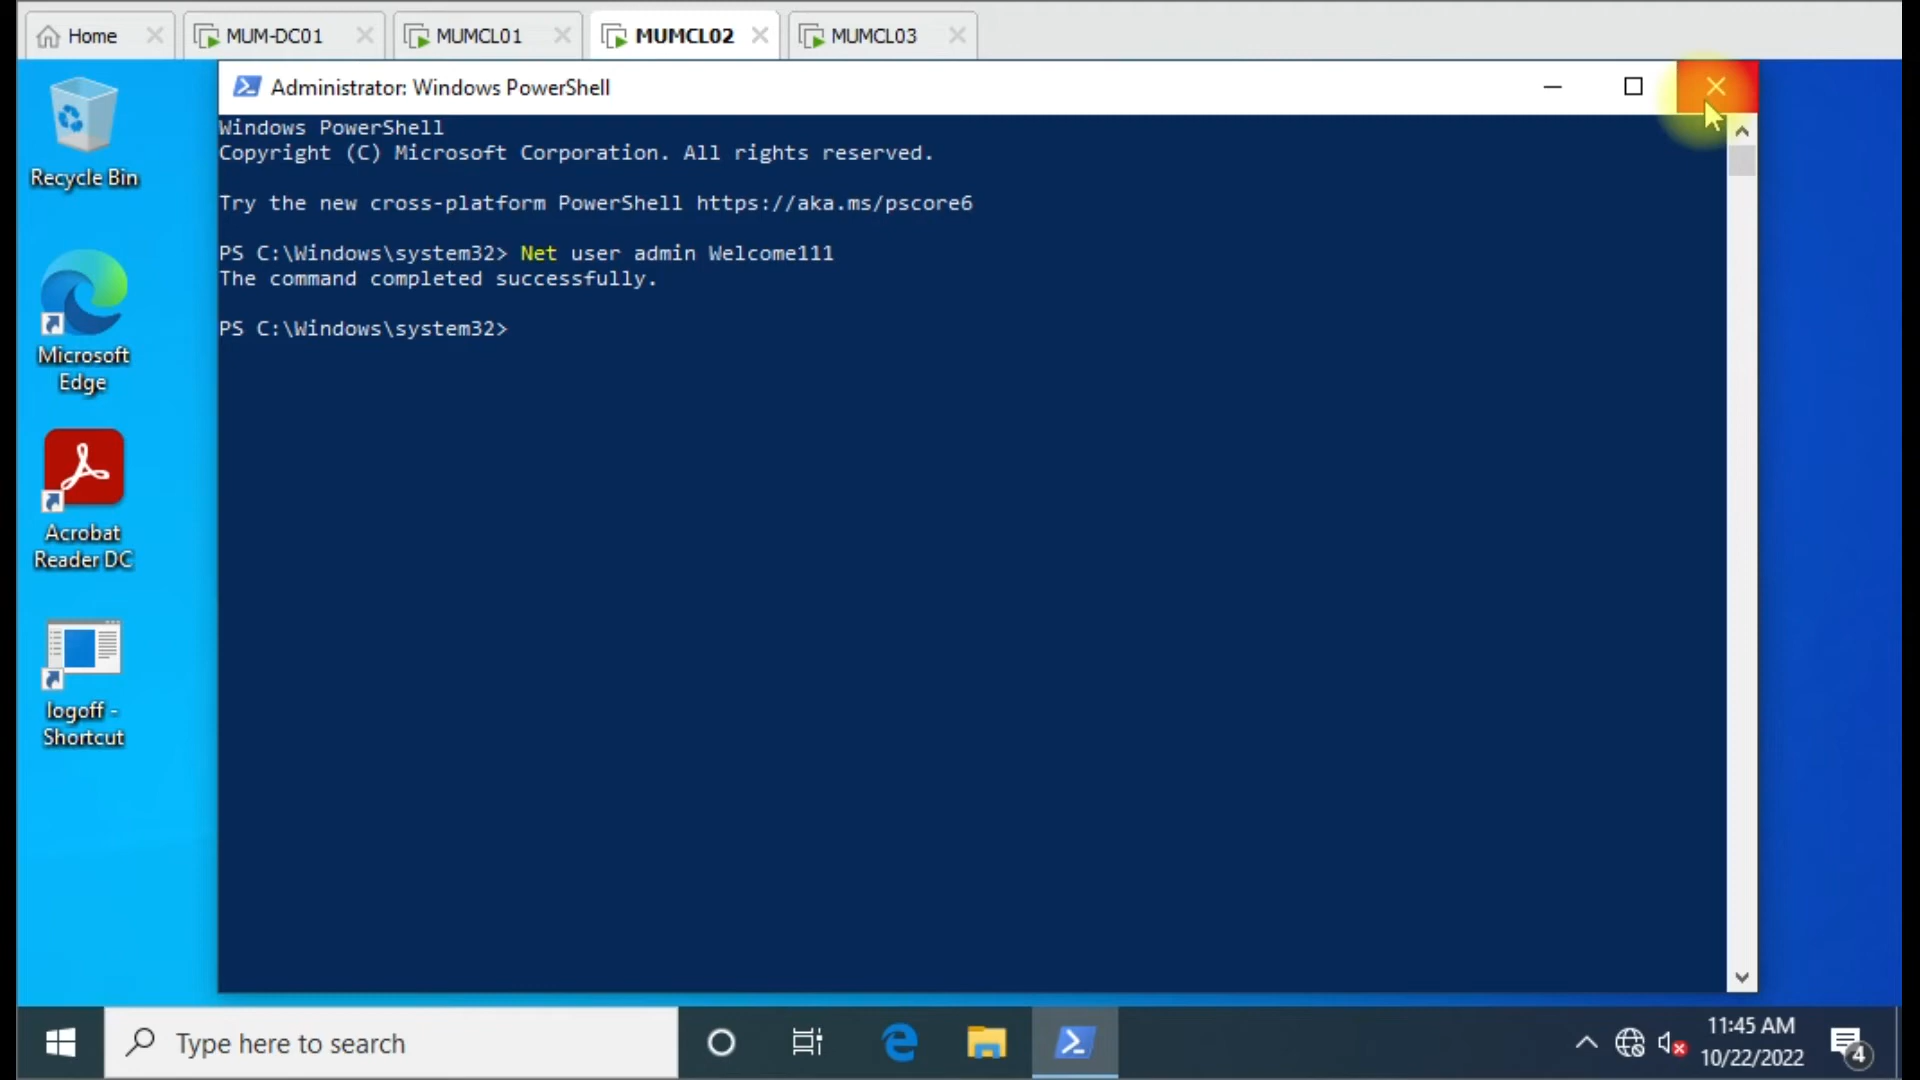 Home
MUM-DC01
MUMCL01
MUMCL02
MUMCL03
Recycle Bin
Microsoft
Edge
Acrobat
Reader DC
logoff -
Shortcut
Administrator: Windows PowerShell
Windows PowerShell
Copyright (C) Microsoft Corporation. All rights reserved.
Try the new cross-platform PowerShell https://aka.ms/pscore6
PS C:\Windows\system32> Net user admin Welcome111
The command completed successfully.
PS C:\Windows\system32>
Type here to search
11:45 AM
10/22/2022
4